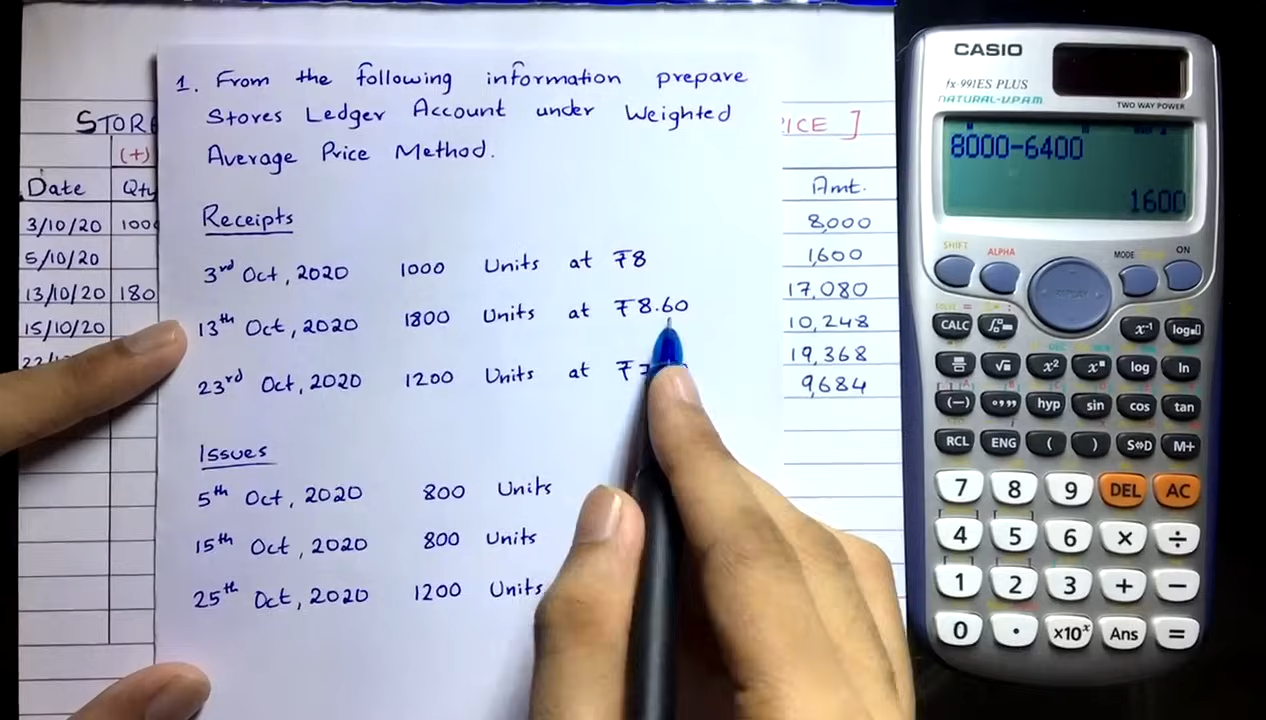 1. From the following information prepare
Stores Ledger Account under Weighted
Average Price Method.
Receipts
3rd Oct, 2020 1000 Units at ₹8
13th Oct, 2020 1800 Units at ₹8.60
23rd Oct, 2020 1200 Units at
Issues
5th Oct, 2020 800 Units
15th Oct, 2020 800 Units
25th Oct, 2020 1200 Units
(+)
Date Qty
3/10/20
5/10/20
13/10/20
15/10/20
]
Amt.
8,000
1,600
17,080
10,248
19,368
9,684
CASIO
fx-991ES PLUS
NATURAL-V.P.A.M.
TWO WAY POWER
8000-6400
1600
SHIFT ALPHA MODE ON
REPLAY
CALC x⁻¹ log
√ x² log ln
(−) hyp sin cos tan
RCL ENG ( ) S⇔D M+
7 8 9 DEL AC
4 5 6 × ÷
1 2 3 + −
0 . ×10ˣ Ans =